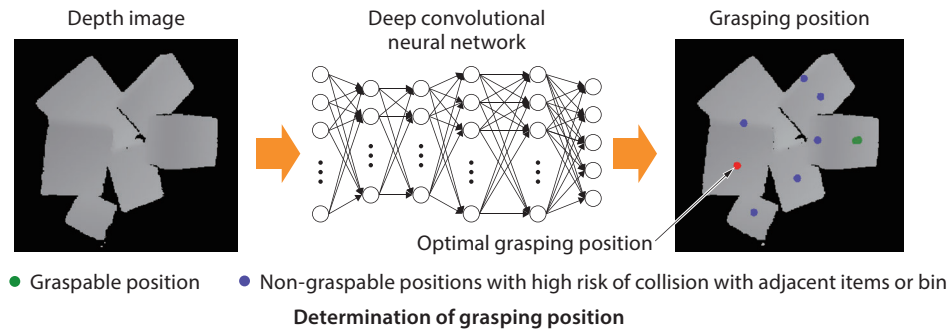 Depth image
Deep convolutional
neural network
Grasping position
Optimal grasping position
Graspable position
Non-graspable positions with high risk of collision with adjacent items or bin
Determination of grasping position